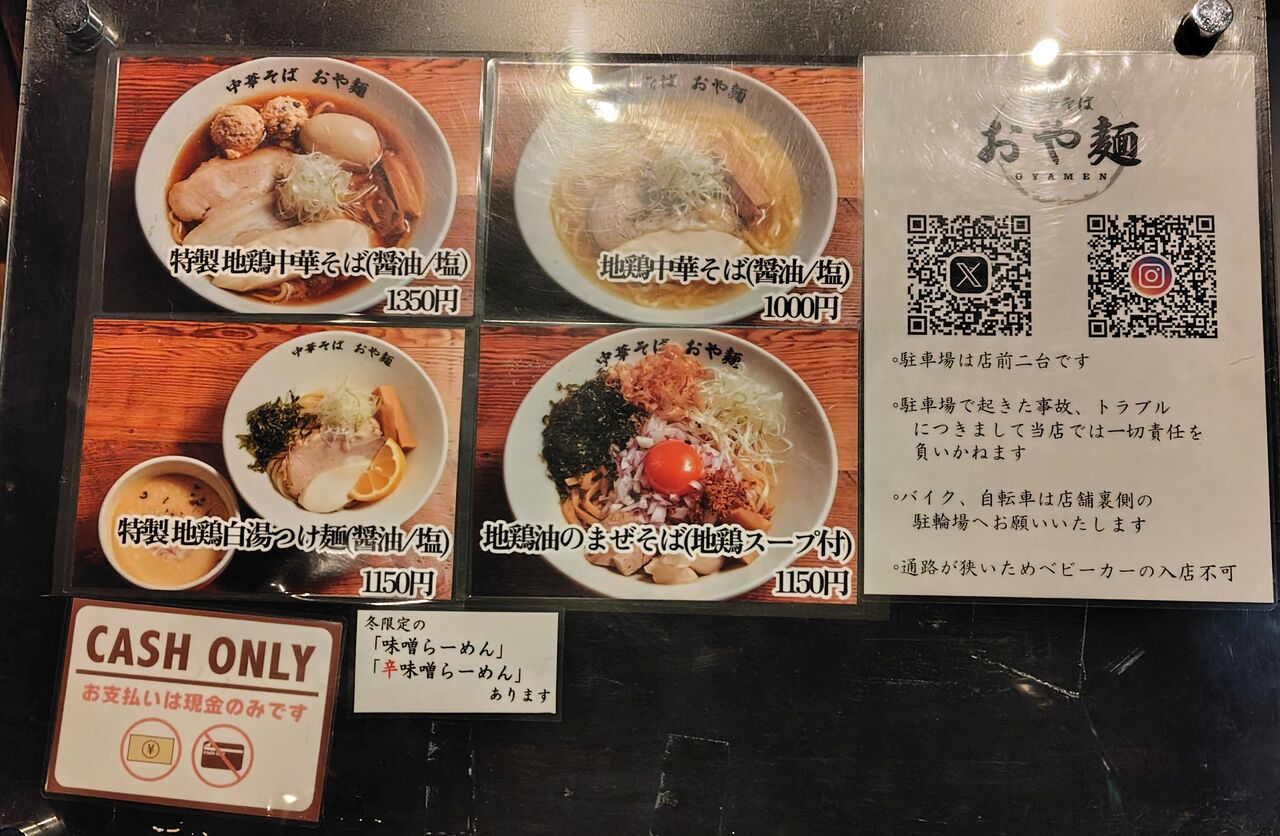 中華そば おや麺
特製 地鶏中華そば(醤油/塩)
1350円
そば おや麺
地鶏中華そば(醤油/塩)
1000円
中華そば おや麺
特製 地鶏白湯つけ麺(醤油/塩)
1150円
中華そば おや麺
地鶏油のまぜそば(地鶏スープ付)
1150円
そば
おや麺
OYAMEN
X
◦駐車場は店前二台です
◦駐車場で起きた事故、トラブル
につきまして当店では一切責任を
負いかねます
◦バイク、自転車は店舗裏側の
駐輪場へお願いいたします
◦通路が狭いためベビーカーの入店不可
CASH ONLY
お支払いは現金のみです
¥
冬限定の
「味噌らーめん」
「辛味噌らーめん」
あります